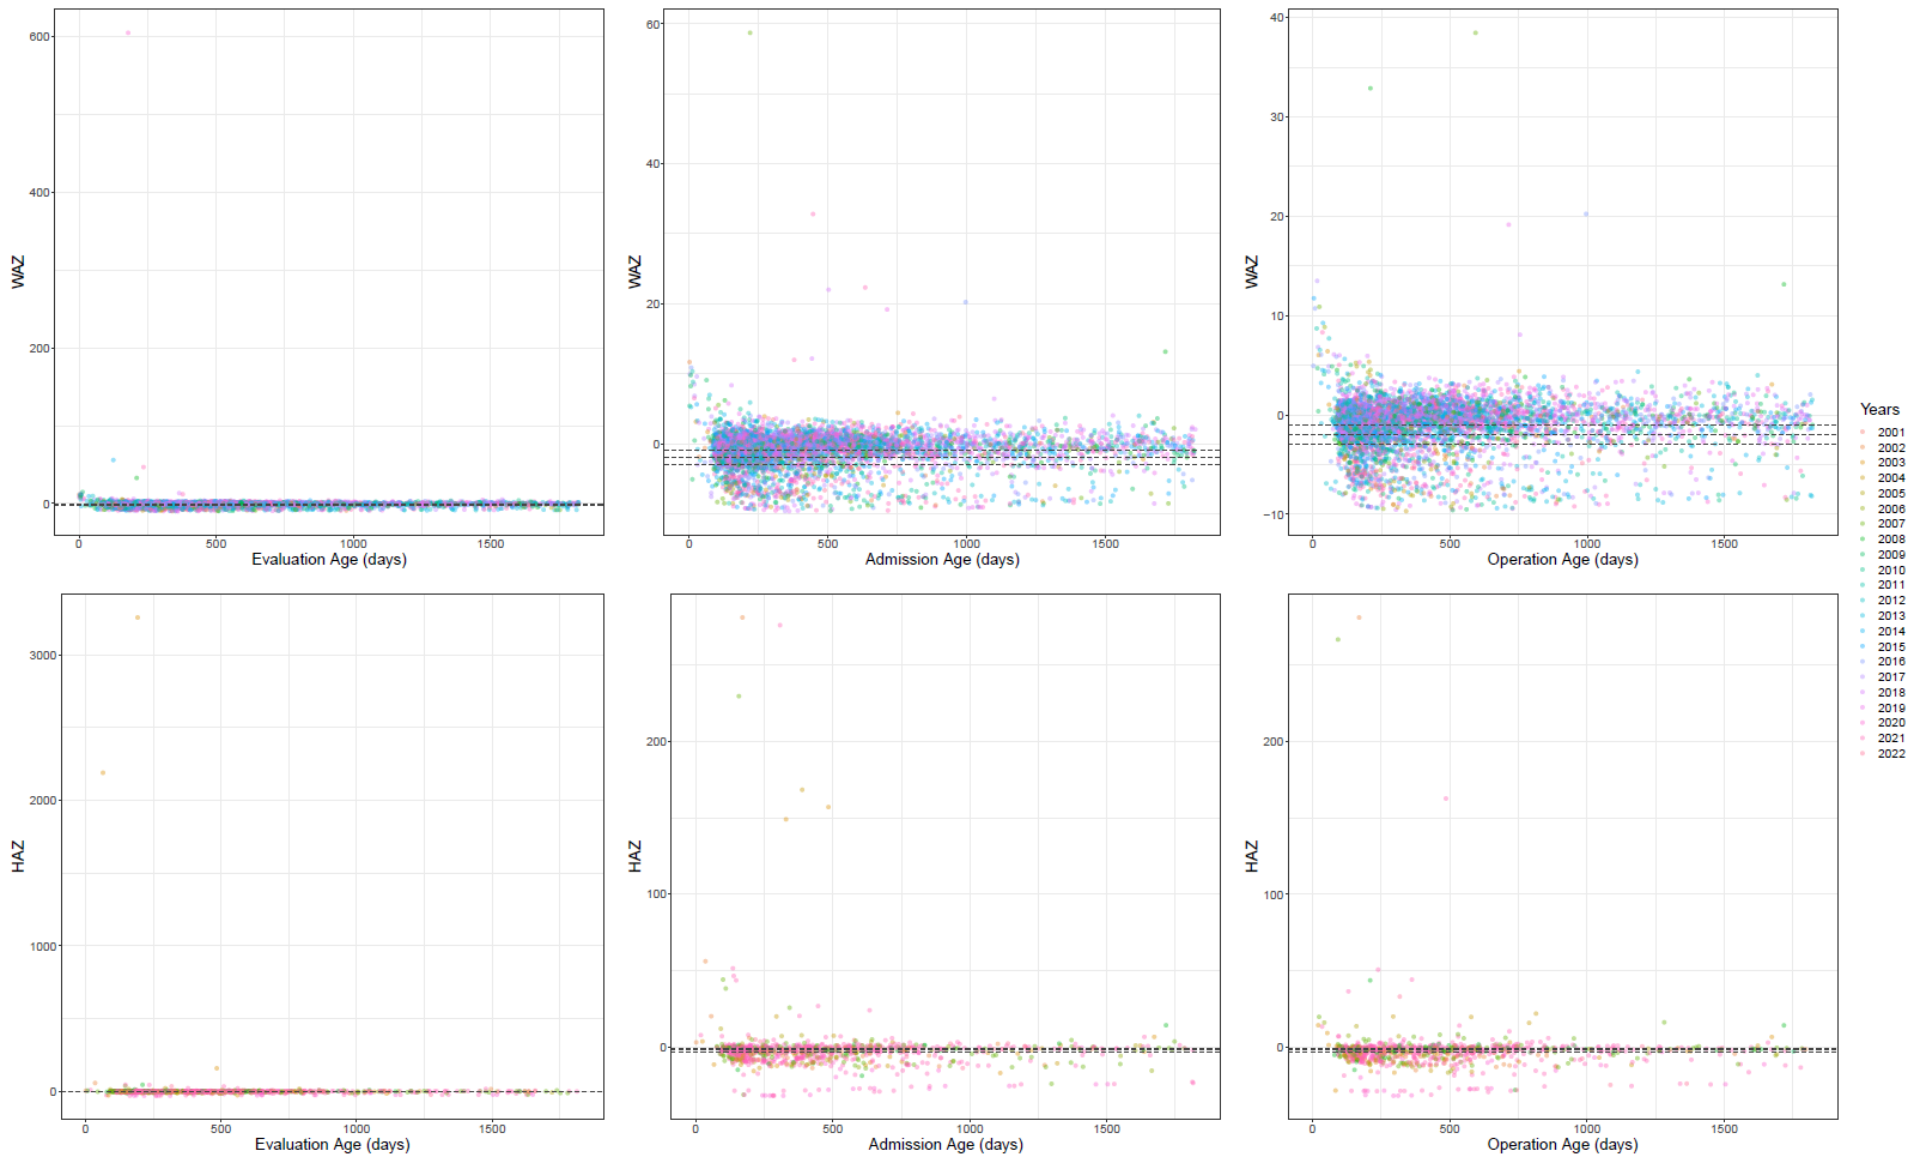 600
400
200
0
WAZ
0 500 1000 1500
Evaluation Age (days)
60
40
20
0
WAZ
0 500 1000 1500
Admission Age (days)
40
30
20
10
0
−10
WAZ
0 500 1000 1500
Operation Age (days)
3000
2000
1000
0
HAZ
0 500 1000 1500
Evaluation Age (days)
200
100
0
HAZ
0 500 1000 1500
Admission Age (days)
200
100
0
HAZ
0 500 1000 1500
Operation Age (days)
Years
2001
2002
2003
2004
2005
2006
2007
2008
2009
2010
2011
2012
2013
2014
2015
2016
2017
2018
2019
2020
2021
2022